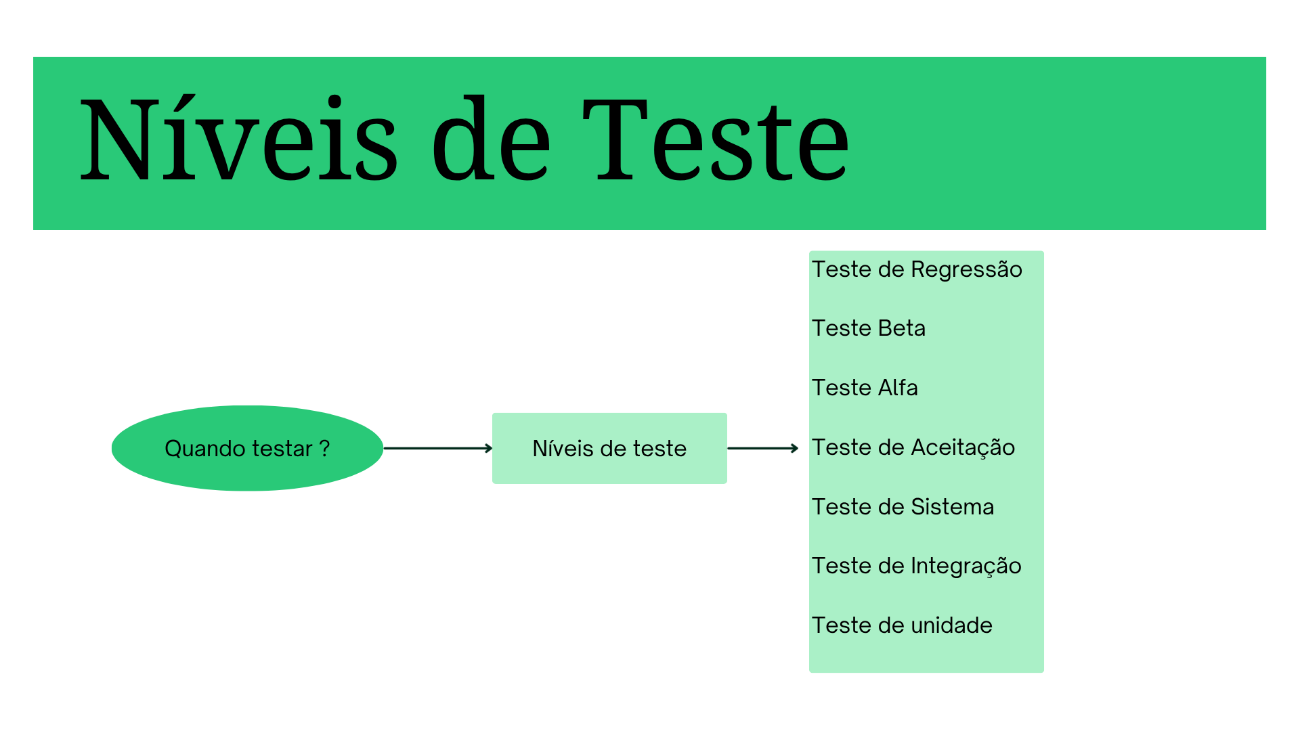 Níveis de Teste
Quando testar ?
Níveis de teste
Teste de Regressão
Teste Beta
Teste Alfa
Teste de Aceitação
Teste de Sistema
Teste de Integração
Teste de unidade